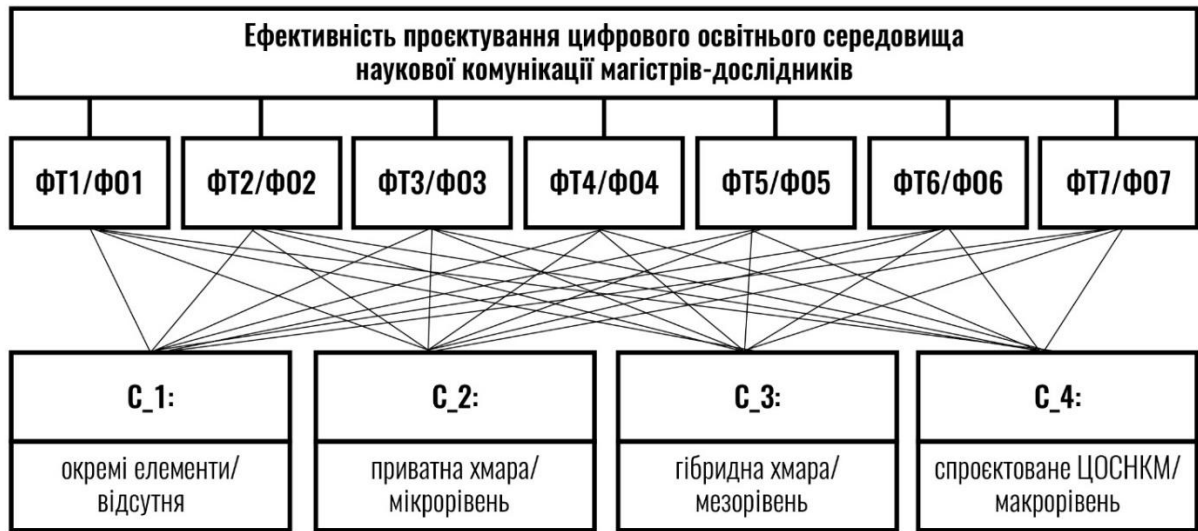 Ефективність проєктування цифрового освітнього середовища
наукової комунікації магістрів-дослідників
ФТ1/ФО1
ФТ2/ФО2
ФТ3/ФО3
ФТ4/ФО4
ФТ5/ФО5
ФТ6/ФО6
ФТ7/ФО7
С_1:
С_2:
С_3:
С_4:
окремі елементи/
відсутня
приватна хмара/
мікрорівень
гібридна хмара/
мезорівень
спроєктоване ЦОСНКМ/
макрорівень